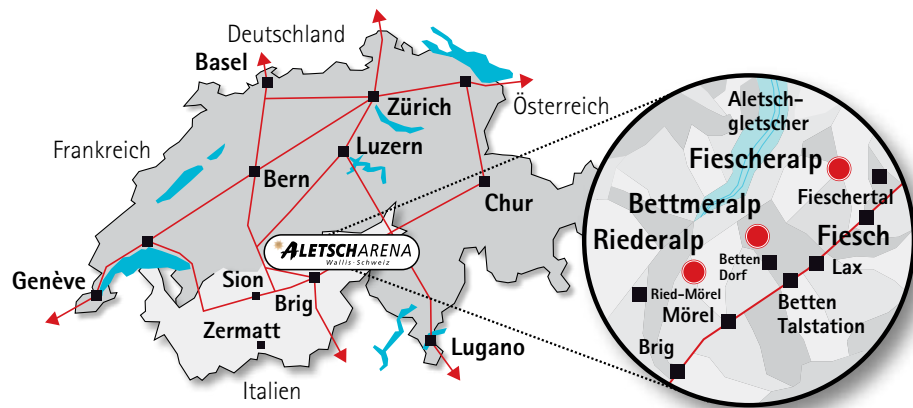 Deutschland
Basel
Zürich
Österreich
Frankreich
Luzern
Bern
Chur
ALETSCHARENA
Wallis-Schweiz
Genève
Sion
Brig
Zermatt
Lugano
Italien
Aletsch-
gletscher
Fiescheralp
Fieschertal
Bettmeralp
Riederalp
Fiesch
Betten
Dorf
Lax
Ried-Mörel
Mörel
Betten
Talstation
Brig